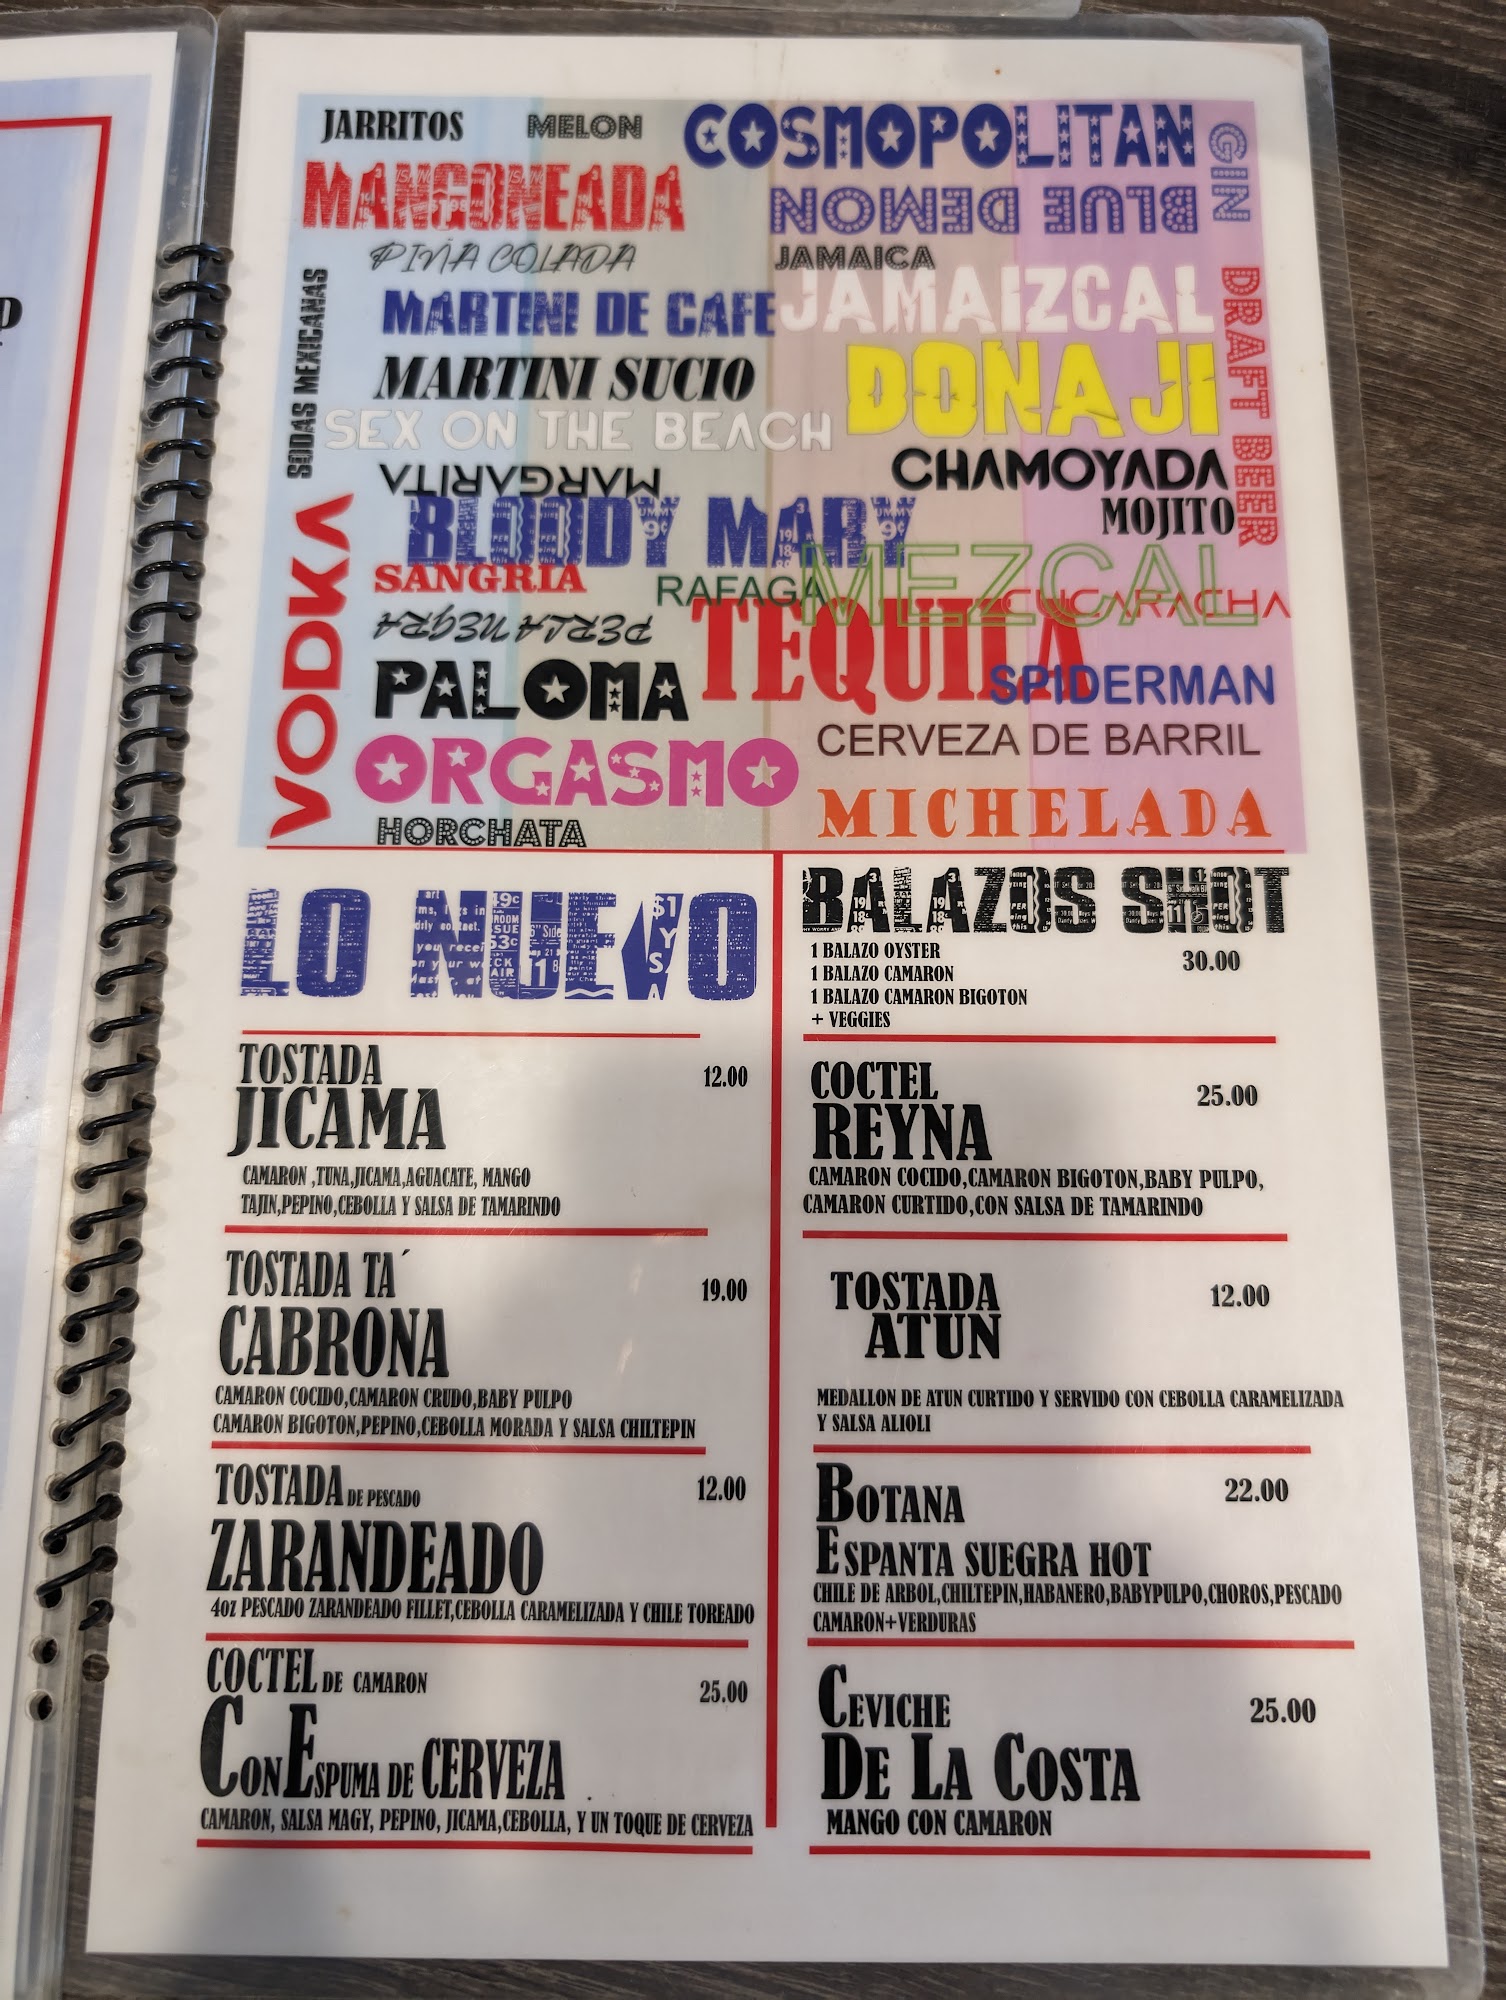 JARRITOS
MELON
COSMOPOLITAN
GIN
MANGONEADA
BLUE DEMON
PIÑA COLADA
JAMAICA
SODAS MEXICANAS
MARTINI DE CAFE
JAMAIZCAL
DRAFT BEER
MARTINI SUCIO
DONAJI
SEX ON THE BEACH
CHAMOYADA
MARGARITA
MOJITO
BLOODY MARY
VODKA
SANGRIA
RAFAGA
MEZCAL
CUCARACHA
PERLA NEGRA
TEQUILA
PALOMA
SPIDERMAN
CERVEZA DE BARRIL
ORGASMO
MICHELADA
HORCHATA
LO NUEVO
TOSTADA
JICAMA
12.00
CAMARON ,TUNA,JICAMA,AGUACATE, MANGO
TAJIN,PEPINO,CEBOLLA Y SALSA DE TAMARINDO
TOSTADA TA´
CABRONA
19.00
CAMARON COCIDO,CAMARON CRUDO,BABY PULPO
CAMARON BIGOTON,PEPINO,CEBOLLA MORADA Y SALSA CHILTEPIN
TOSTADA DE PESCADO
12.00
ZARANDEADO
4oz PESCADO ZARANDEADO FILLET,CEBOLLA CARAMELIZADA Y CHILE TOREADO
COCTEL DE CAMARON
25.00
CON ESPUMA DE CERVEZA
CAMARON, SALSA MAGY, PEPINO, JICAMA,CEBOLLA, Y UN TOQUE DE CERVEZA
BALAZOS SHOT
1 BALAZO OYSTER
30.00
1 BALAZO CAMARON
1 BALAZO CAMARON BIGOTON
+ VEGGIES
COCTEL
25.00
REYNA
CAMARON COCIDO,CAMARON BIGOTON,BABY PULPO,
CAMARON CURTIDO,CON SALSA DE TAMARINDO
TOSTADA
12.00
ATUN
MEDALLON DE ATUN CURTIDO Y SERVIDO CON CEBOLLA CARAMELIZADA
Y SALSA ALIOLI
BOTANA
22.00
ESPANTA SUEGRA HOT
CHILE DE ARBOL,CHILTEPIN,HABANERO,BABYPULPO,CHOROS,PESCADO
CAMARON+VERDURAS
CEVICHE
25.00
DE LA COSTA
MANGO CON CAMARON